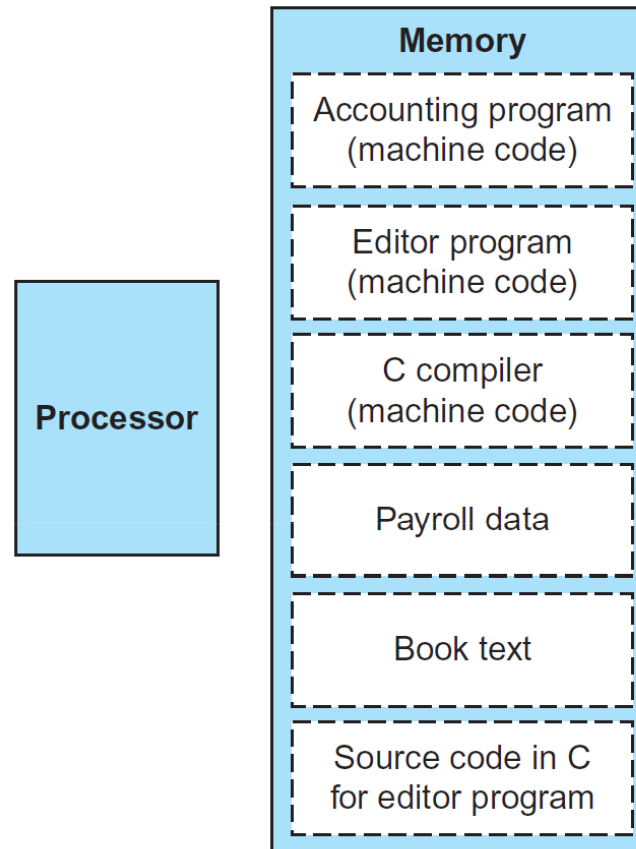 Memory
Accounting program
(machine code)
Editor program
(machine code)
C compiler
(machine code)
Processor
Payroll data
Book text
Source code in C
for editor program